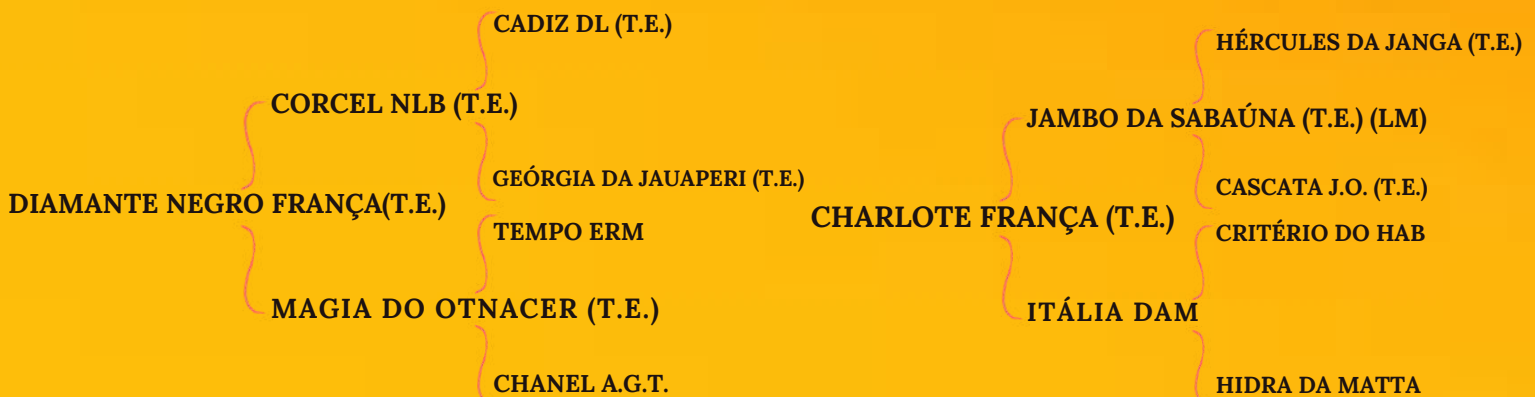 CADIZ DL (T.E.)
CORCEL NLB (T.E.)
GEÓRGIA DA JAUAPERI (T.E.)
DIAMANTE NEGRO FRANÇA(T.E.)
TEMPO ERM
MAGIA DO OTNACER (T.E.)
CHANEL A.G.T.
HÉRCULES DA JANGA (T.E.)
JAMBO DA SABAÚNA (T.E.) (LM)
CASCATA J.O. (T.E.)
CHARLOTE FRANÇA (T.E.)
CRITÉRIO DO HAB
ITÁLIA DAM
HIDRA DA MATTA